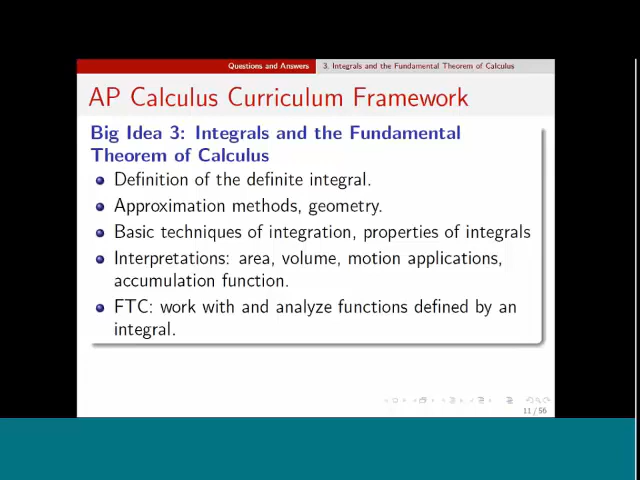 Questions and Answers 3. Integrals and the Fundamental Theorem of Calculus
AP Calculus Curriculum Framework
Big Idea 3: Integrals and the Fundamental
Theorem of Calculus
Definition of the definite integral.
Approximation methods, geometry.
Basic techniques of integration, properties of integrals
Interpretations: area, volume, motion applications,
accumulation function.
FTC: work with and analyze functions defined by an
integral.
11 / 56